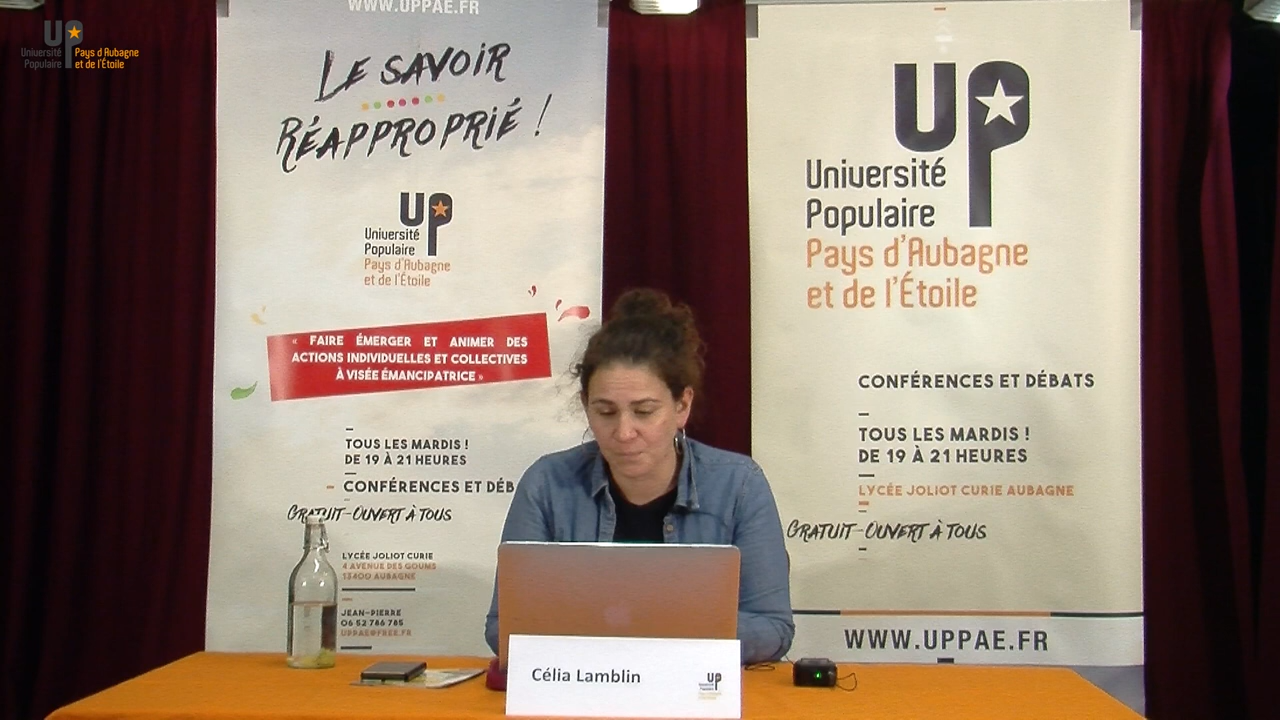 UP
Université
Populaire
Pays d'Aubagne
et de l'Étoile
WWW.UPPAE.FR
LE SAVOIR
RÉAPPROPRIÉ !
UP
Université
Populaire
Pays d'Aubagne
et de l'Étoile
« FAIRE ÉMERGER ET ANIMER DES
ACTIONS INDIVIDUELLES ET COLLECTIVES
À VISÉE ÉMANCIPATRICE »
TOUS LES MARDIS !
DE 19 À 21 HEURES
CONFÉRENCES ET DÉB
GRATUIT-OUVERT À TOUS
LYCÉE JOLIOT CURIE
4 AVENUE DES GOUMS
13400 AUBAGNE
JEAN-PIERRE
06 52 786 785
UPPAE@FREE.FR
UP
Université
Populaire
Pays d'Aubagne
et de l'Étoile
CONFÉRENCES ET DÉBATS
TOUS LES MARDIS !
DE 19 À 21 HEURES
LYCÉE JOLIOT CURIE AUBAGNE
GRATUIT-OUVERT À TOUS
WWW.UPPAE.FR
Célia Lamblin
UP